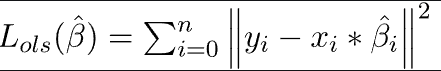 L_{ols}(\hat{\beta}) = \sum_{i=0}^{n} \left\| y_i - x_i * \hat{\beta}_i \right\|^2